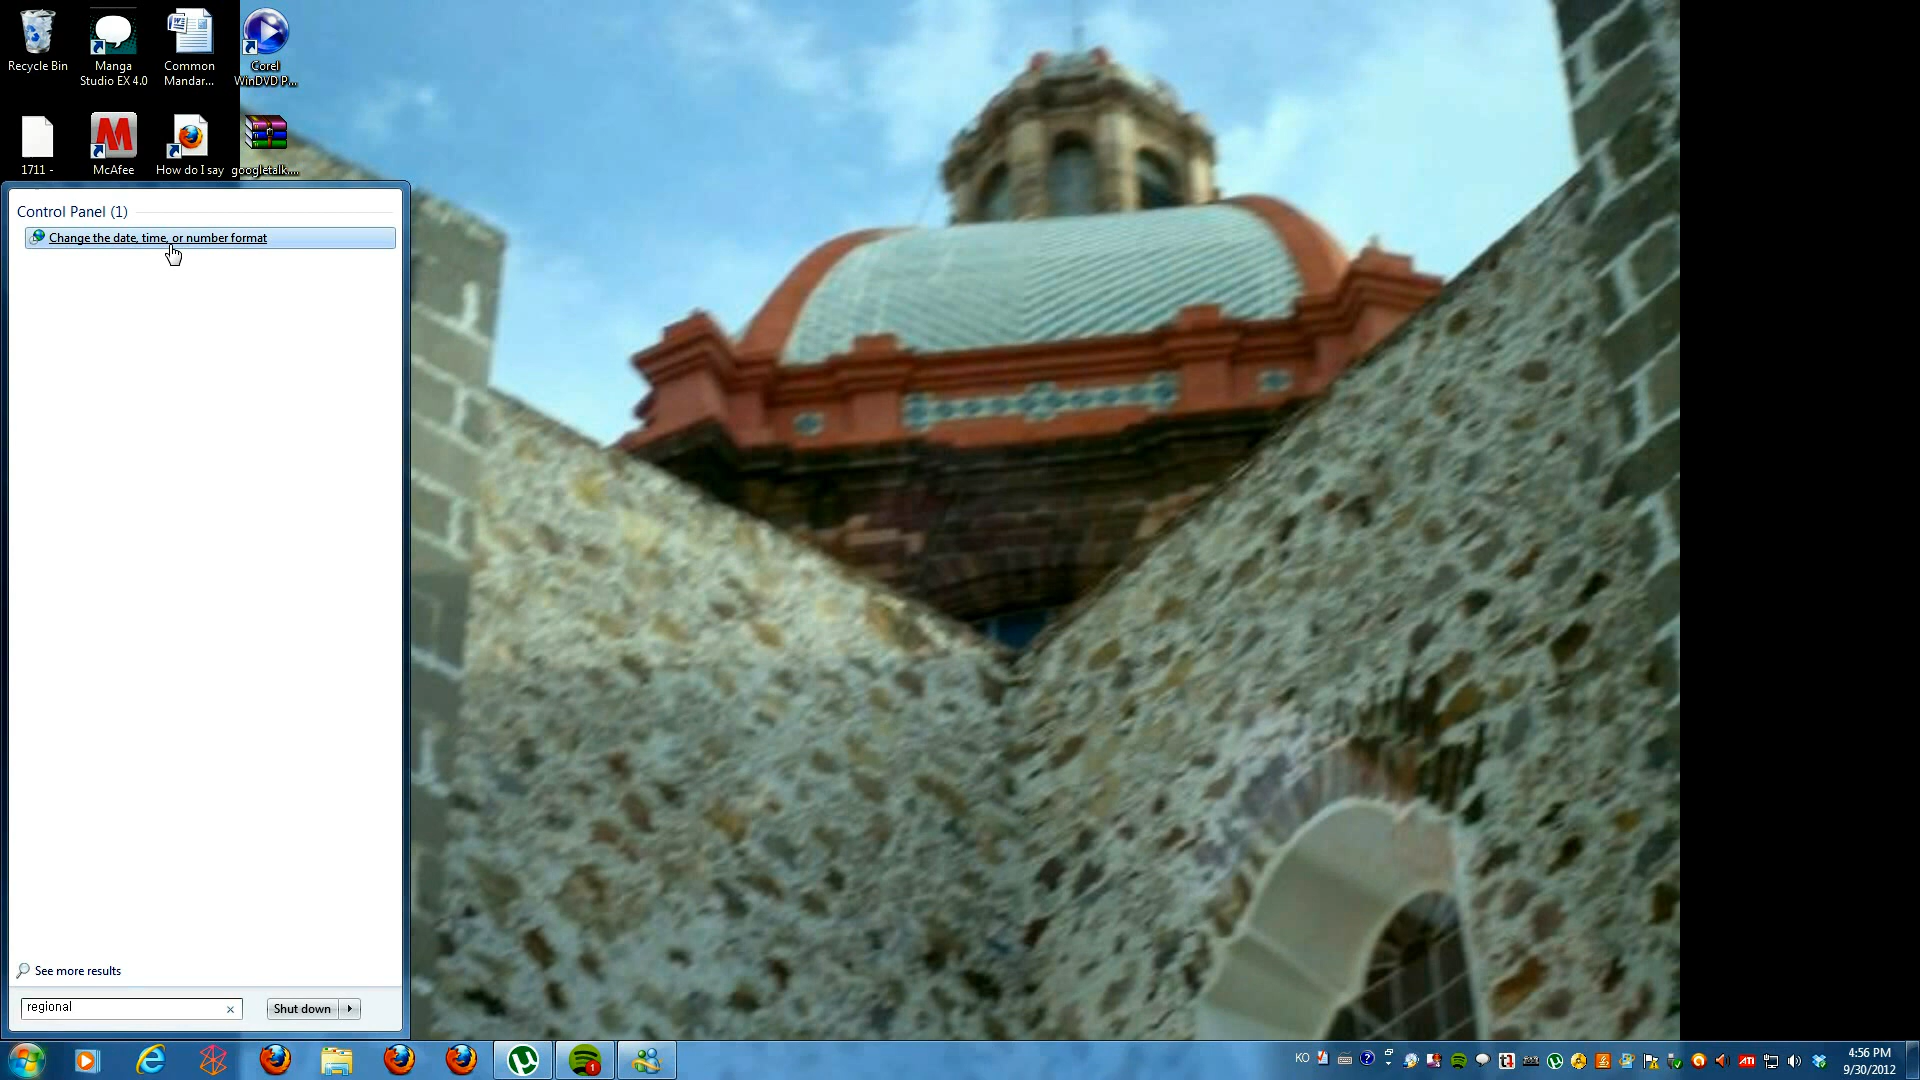 Recycle Bin
Manga
Studio EX 4.0
Common
Mandar...
Corel
WinDVD P...
1711 -
McAfee
How do I say
googletalk....
Control Panel (1)
Change the date, time, or number format
See more results
regional
Shut down
1
KO
ATI
4:56 PM
9/30/2012